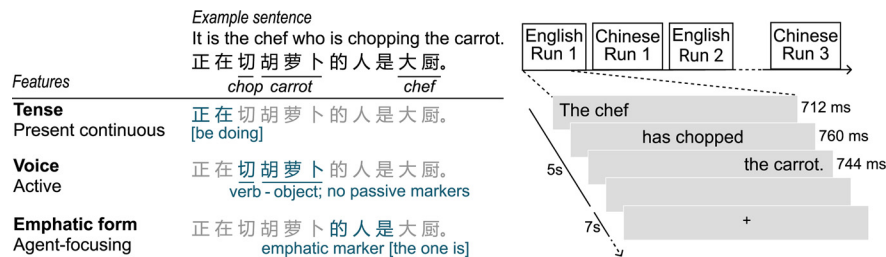 Example sentence
It is the chef who is chopping the carrot.
正在切胡萝卜的人是大厨。
chop carrot chef
Features
Tense
Present continuous
正在切胡萝卜的人是大厨。
[be doing]
Voice
Active
正在切胡萝卜的人是大厨。
verb - object; no passive markers
Emphatic form
Agent-focusing
正在切胡萝卜的人是大厨。
emphatic marker [the one is]
English
Run 1
Chinese
Run 1
English
Run 2
Chinese
Run 3
The chef
712 ms
has chopped
760 ms
the carrot.
744 ms
5s
+
7s